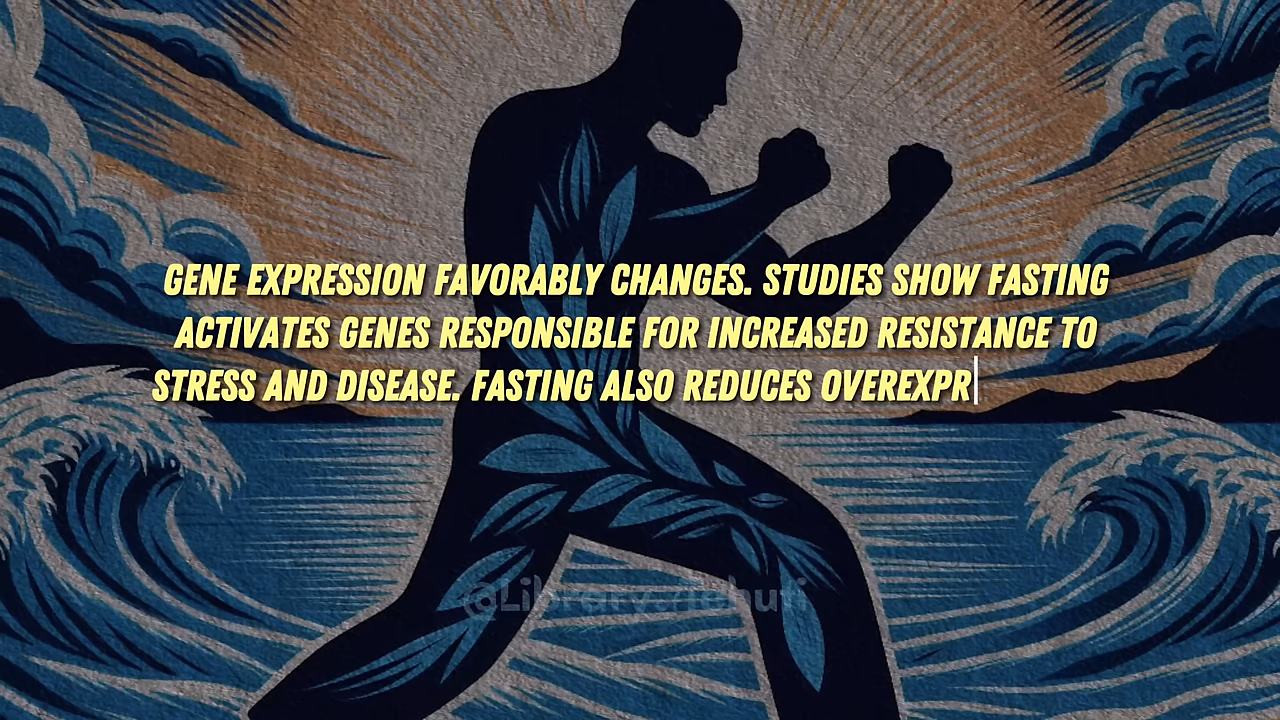 GENE EXPRESSION FAVORABLY CHANGES. STUDIES SHOW FASTING
ACTIVATES GENES RESPONSIBLE FOR INCREASED RESISTANCE TO
STRESS AND DISEASE. FASTING ALSO REDUCES OVEREXPR